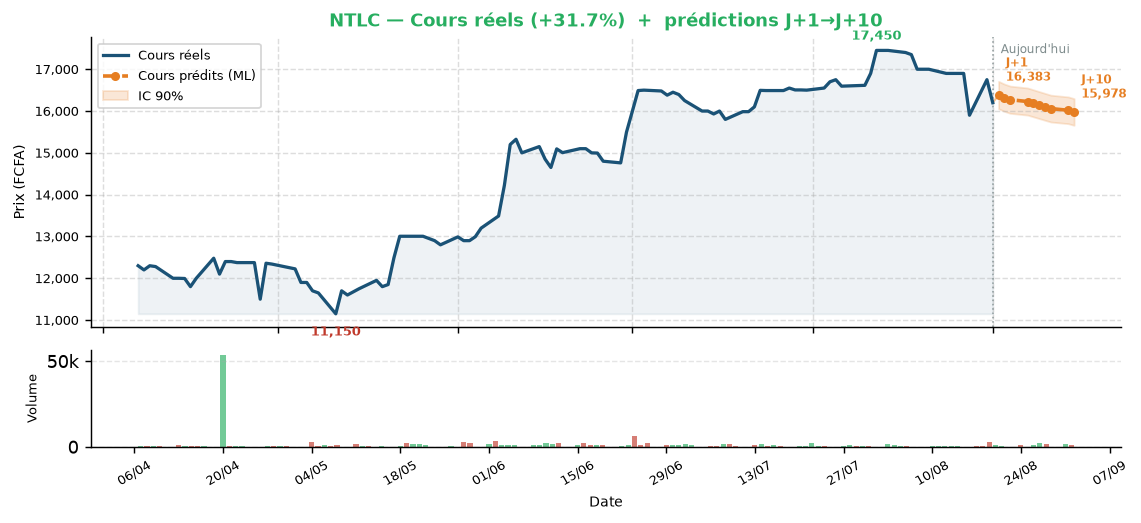 NTLC — Cours réels (+31.7%)  +  prédictions J+1→J+10
17,450
Cours réels
Cours prédits (ML)
IC 90%
Aujourd'hui
J+1
16,383
J+10
15,978
17,000
16,000
15,000
14,000
13,000
12,000
11,000
Prix (FCFA)
11,150
50k
0
Volume
06/04
20/04
04/05
18/05
01/06
15/06
29/06
13/07
27/07
10/08
24/08
07/09
Date